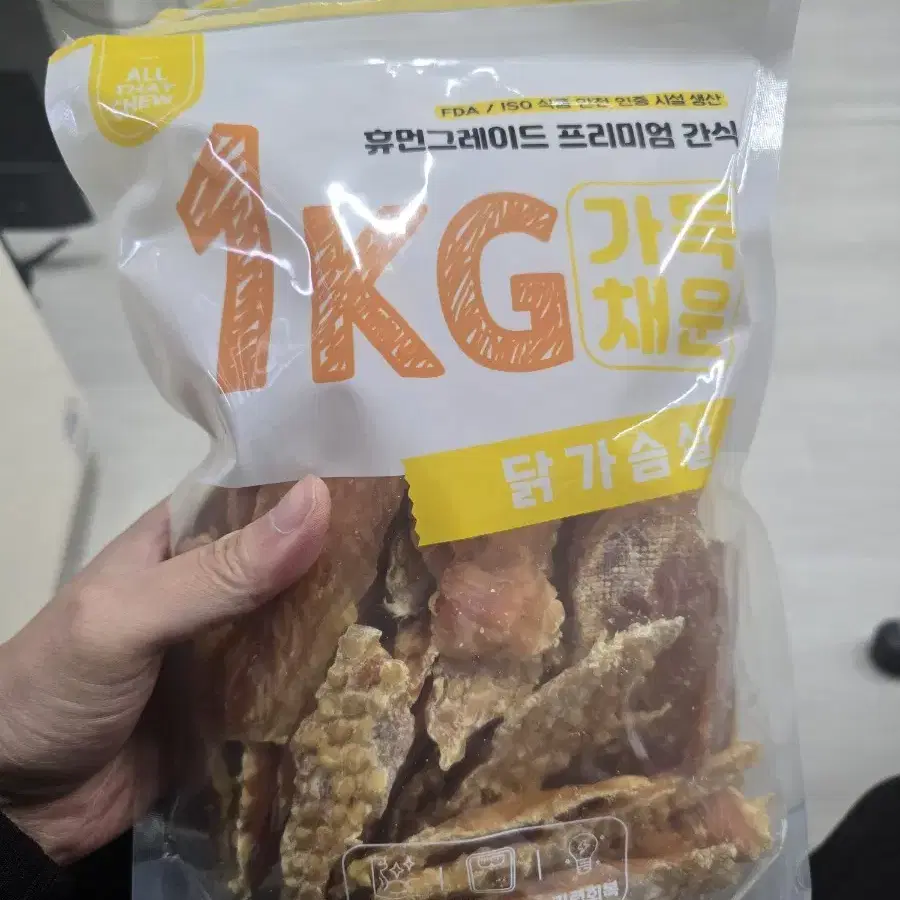 ALL
THAT
CHEW
FDA / ISO 식품 안전 인증 시설 생산
휴먼그레이드 프리미엄 간식
1KG
가득
채운
닭가슴살